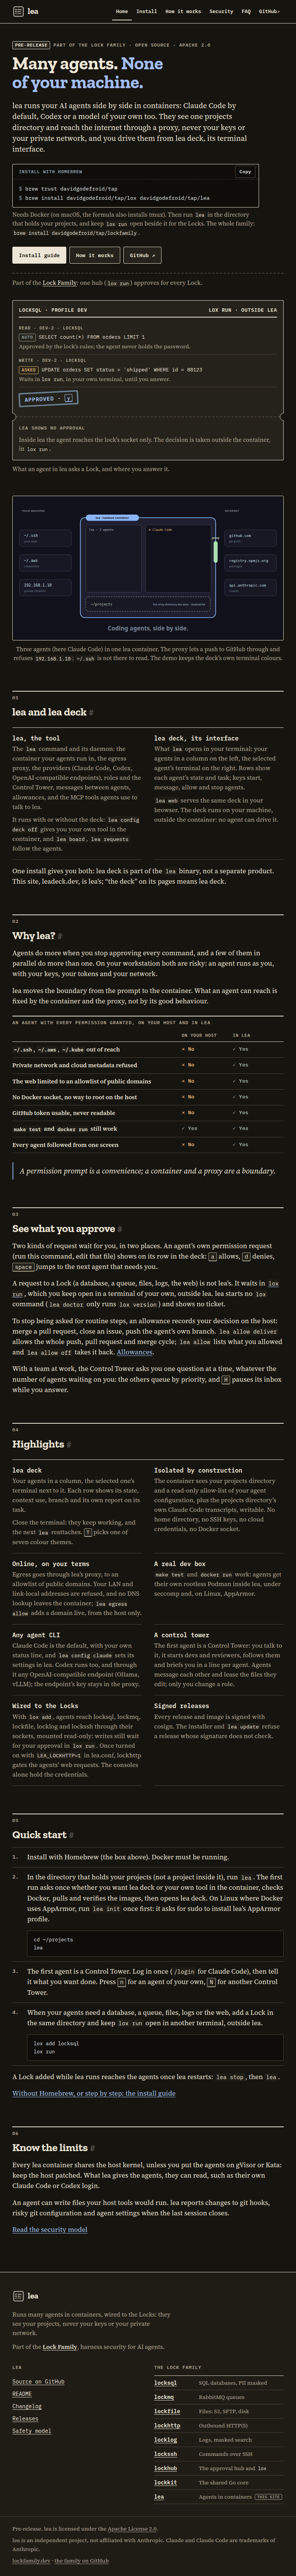 lea
Home Install How it works Security FAQ GitHub↗
PRE-RELEASE PART OF THE LOCK FAMILY · OPEN SOURCE · APACHE 2.0
Many agents. None
of your machine.
lea runs your AI agents side by side in containers: Claude Code by
default, Codex or a model of your own too. They see one projects
directory and reach the internet through a proxy, never your keys or
your private network, and you drive them from lea deck, its terminal
interface.
INSTALL WITH HOMEBREW Copy
$ brew trust davidgodefroid/tap
$ brew install davidgodefroid/tap/lox davidgodefroid/tap/lea
Needs Docker (on macOS, the formula also installs tmux). Then run lea in the directory
that holds your projects, and keep lox run open beside it for the Locks. The whole family:
brew install davidgodefroid/tap/lockfamily.
Install guide How it works GitHub ↗
Part of the Lock Family: one hub (lox run) approves for every Lock.
LOCKSQL · PROFILE DEV LOX RUN · OUTSIDE LEA
READ · DEV-2 · LOCKSQL
AUTO SELECT count(*) FROM orders LIMIT 1
Approved by the lock's rules; the agent never holds the password.
WRITE · DEV-2 · LOCKSQL
ASKED UPDATE orders SET status = 'shipped' WHERE id = 88123
Waits in lox run, in your own terminal, until you answer.
APPROVED · y
LEA SHOWS NO APPROVAL
Inside lea the agent reaches the lock's socket only. The decision is taken outside the container,
in lox run.
What an agent in lea asks a Lock, and where you answer it.
~/.ssh
~/.aws
192.168.1.10
lea · 3 agents
Claude Code
~/projects
github.com
registry.npmjs.org
api.anthropic.com
Coding agents, side by side.
Three agents (here Claude Code) in one lea container. The proxy lets a push to GitHub through and
refuses 192.168.1.10; ~/.ssh is not there to read. The demo keeps the deck's own terminal colours.
01
lea and lea deck #
lea, the tool
The lea command and its demon: the
container your agents run in, the egress
proxy, the providers (Claude Code, Codex,
OpenAI-compatible endpoints), roles and the
Control Tower, messages between agents,
allowances, and the MCP tools agents use to
talk to lea.
It runs with or without the deck: lea config
deck off gives you your own tool in the
container, and lea board, lea requests
follow the agents.
lea deck, its interface
What lea opens in your terminal: your
agents in a column on the left, the selected
agent's terminal on the right. Rows show
each agent's state and task; keys start,
message, allow and stop agents.
lea web serves the same deck in your
browser. The deck runs on your machine,
outside the container: no agent can drive it.
One install gives you both: lea deck is part of the lea binary, not a separate product.
This site, leadeck.dev, is lea's; “the deck” on its pages means lea deck.
02
Why lea? #
Agents do more when you stop approving every command, and a few of them in
parallel do more than one. On your workstation both are risky: an agent runs as you,
with your keys, your tokens and your network.
lea moves the boundary from the prompt to the container. What an agent can reach is
fixed by the container and the proxy, not by its good behaviour.
AN AGENT WITH EVERY PERMISSION GRANTED, ON YOUR HOST AND IN LEA
ON YOUR HOST IN LEA
~/.ssh, ~/.aws, ~/.kube out of reach × No ✓ Yes
Private network and cloud metadata refused × No ✓ Yes
The web limited to an allowlist of public domains × No ✓ Yes
No Docker socket, no way to root on the host × No ✓ Yes
GitHub token usable, never readable × No ✓ Yes
make test and docker run still work ✓ Yes ✓ Yes
Every agent followed from one screen × No ✓ Yes
A permission prompt is a convenience; a container and a proxy are a boundary.
03
See what you approve #
Two kinds of request wait for you, in two places. An agent's own permission request
(run this command, edit that file) shows on its row in the deck: a allows, d denies,
space jumps to the next agent that needs you.
A request to a Lock (a database, a queue, files, logs, the web) is not lea's. It waits in lox
run, which you keep open in a terminal of your own, outside lea. lea starts no lox
command (lea doctor only runs lox version) and shows no ticket.
To stop being asked for routine steps, an allowance records your decision on the host:
merge a pull request, close an issue, push the agent's own branch. lea allow deliver
allows the whole push, pull request and merge cycle; lea allow lists what you allowed
and lea allow off takes it back. Allowances.
With a team at work, the Control Tower asks you one question at a time, whatever the
number of agents waiting on you: the others queue by priority, and H pauses its inbox
while you answer.
04
Highlights #
lea deck
Your agents in a column, the selected one's
terminal next to it. Each row shows its state,
context use, branch and its own report on its
task.
Close the terminal: they keep working, and
the next lea reattaches. T picks one of
seven colour themes.
Isolated by construction
The container sees your projects directory
and a read-only allow-list of your agent
configuration, plus the projects directory's
own Claude Code transcripts, writable. No
home directory, no SSH keys, no cloud
credentials, no Docker socket.
Online, on your terms
Egress goes through lea's proxy, to an
allowlist of public domains. Your LAN and
link-local addresses are refused, and no DNS
lookup leaves the container; lea egress
allow adds a domain live, from the host only.
A real dev box
make test and docker run work: agents get
their own rootless Podman inside lea, under
seccomp and, on Linux, AppArmor.
Any agent CLI
Claude Code is the default, with your own
status line, and lea config claude sets its
settings in lea. Codex runs too, and through
it any OpenAI-compatible endpoint (Ollama,
vLLM); the endpoint's key stays in the proxy.
A control tower
The first agent is a Control Tower: you talk to
it, it starts devs and reviewers, follows them
and briefs you in a line per agent. Agents
message each other and lease the files they
edit; only you change a role.
Wired to the Locks
With lox add, agents reach locksql, lockmq,
lockfile, locklog and lockssh through their
sockets, mounted read-only: writes still wait
for your approval in lox run. Once turned
on with LEA_LOCKHTTP=1 in lea.conf, lockhttp
gates the agents' web requests. The consoles
alone hold the credentials.
Signed releases
Every release and image is signed with
cosign. The installer and lea update refuse
a release whose signature does not check.
05
Quick start #
1. Install with Homebrew (the box above). Docker must be running.
2. In the directory that holds your projects (not a project inside it), run lea. The first
run asks once whether you want lea deck or your own tool in the container, checks
Docker, pulls and verifies the images, then opens lea deck. On Linux where Docker
uses AppArmor, run lea init once first: it asks for sudo to install lea's AppArmor
profile.
cd ~/projects
lea
3. The first agent is a Control Tower. Log in once (/login for Claude Code), then tell
it what you want done. Press n for an agent of your own, N for another Control
Tower.
4. When your agents need a database, a queue, files, logs or the web, add a Lock in
the same directory and keep lox run open in another terminal, outside lea.
lox add locksql
lox run
A Lock added while lea runs reaches the agents once lea restarts: lea stop, then lea.
Without Homebrew, or step by step: the install guide
06
Know the limits #
Every lea container shares the host kernel, unless you put the agents on gVisor or Kata:
keep the host patched. What lea gives the agents, they can read, such as their own
Claude Code or Codex login.
An agent can write files your host tools would run. lea reports changes to git hooks,
risky git configuration and agent settings when the last session closes.
Read the security model
lea
Runs many agents in containers, wired to the Locks: they
see your projects, never your keys or your private
network.
Part of the Lock Family, harness security for AI agents.
LEA
Source on GitHub
README
Changelog
Releases
Safety model
THE LOCK FAMILY
locksql SQL databases, PII masked
lockmq RabbitMQ queues
lockfile Files: S3, SFTP, disk
lockhttp Outbound HTTP(S)
locklog Logs, masked search
lockssh Commands over SSH
lockhub The approval hub and lox
lockkit The shared Go core
lea Agents in containers THIS SITE
Pre-release. lea is licensed under the Apache License 2.0.
lea is an independent project, not affiliated with Anthropic. Claude and Claude Code are trademarks of
Anthropic.
lockfamily.dev · the family on GitHub